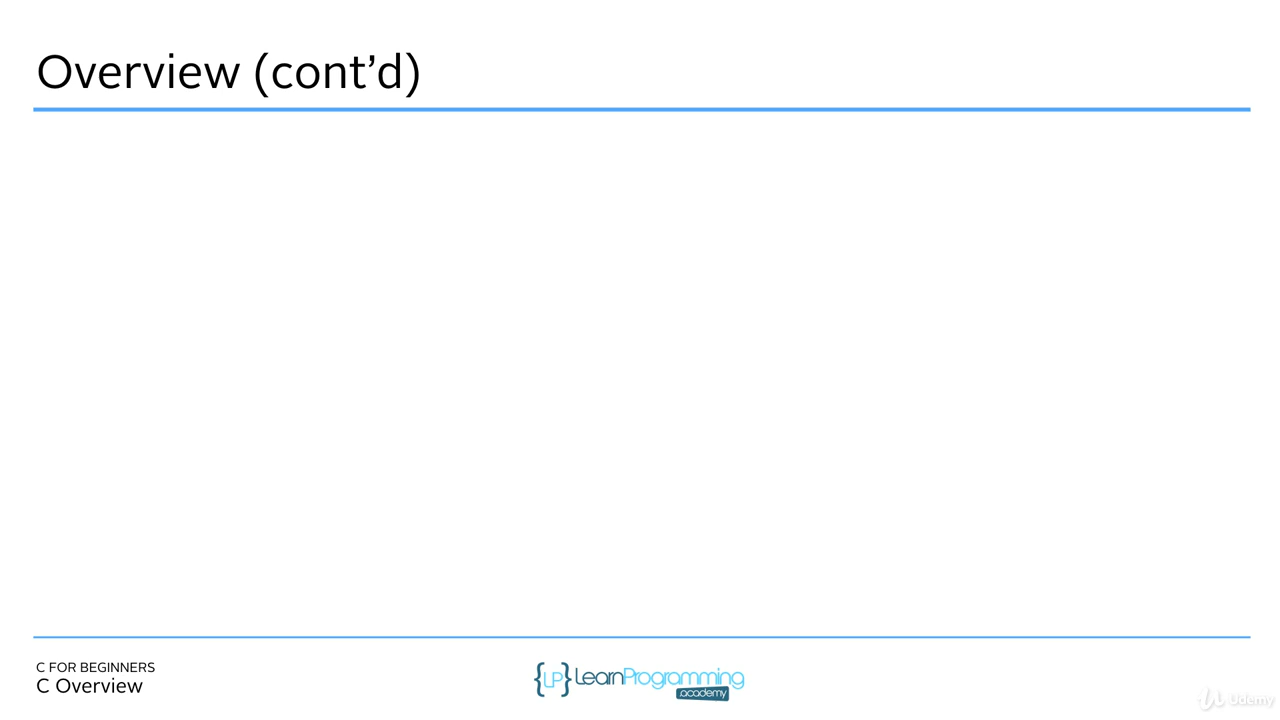 Overview (cont’d)
C FOR BEGINNERS
C Overview
{LP} LearnProgramming
.academy
Udemy